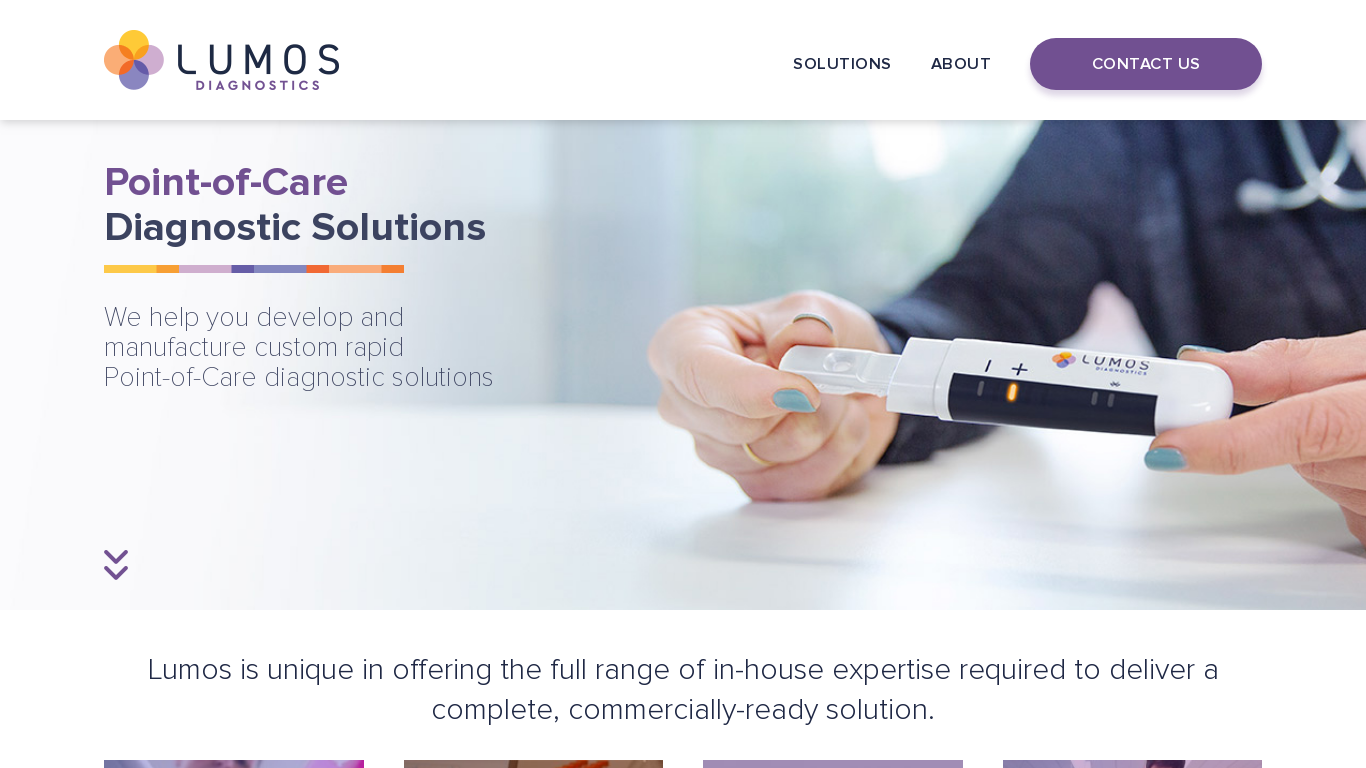 LUMOS
DIAGNOSTICS
SOLUTIONS
ABOUT
CONTACT US
Point-of-Care
Diagnostic Solutions
We help you develop and
manufacture custom rapid
Point-of-Care diagnostic solutions
LUMOS
DIAGNOSTICS
Lumos is unique in offering the full range of in-house expertise required to deliver a
complete, commercially-ready solution.